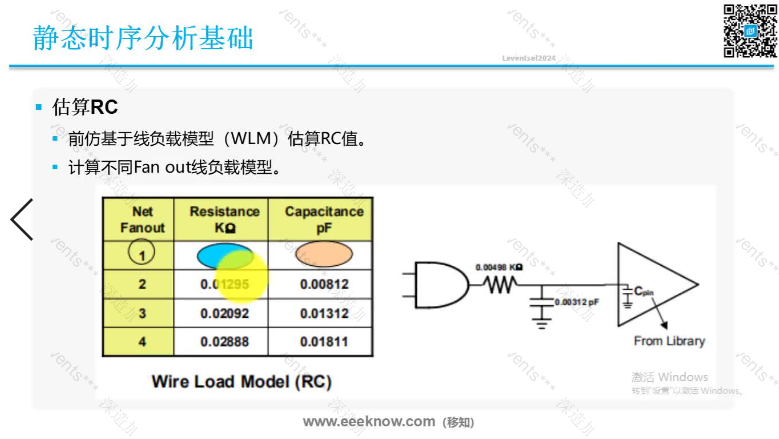 静态时序分析基础
Leventsel2024
估算RC
前仿基于线负载模型（WLM）估算RC值。
计算不同Fan out线负载模型。
Net Fanout Resistance KΩ Capacitance pF
1
2 0.01295 0.00812
3 0.02092 0.01312
4 0.02888 0.01811
Wire Load Model (RC)
0.00498 KΩ
0.00312 pF
Cpin
From Library
激活 Windows
转到"设置"以激活 Windows。
www.eeeknow.com（移知）